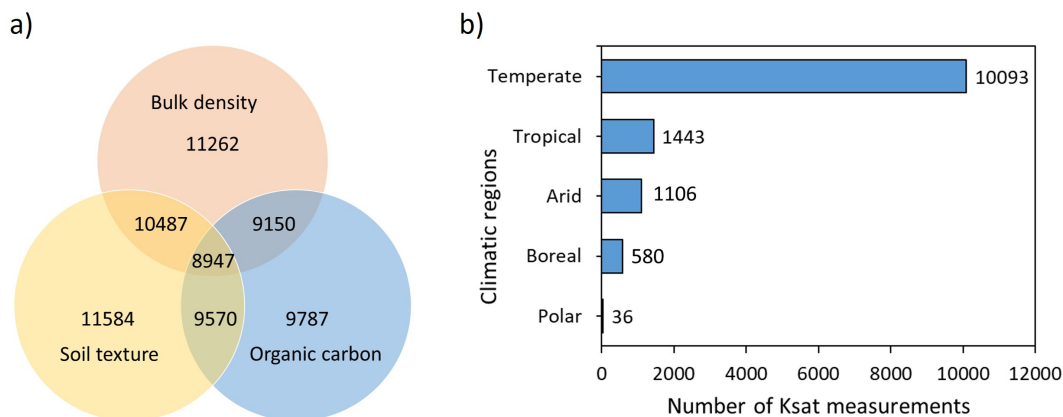 a)
Bulk density
11262
10487
9150
8947
11584
9570
9787
Soil texture
Organic carbon
b)
Climatic regions
Temperate
10093
Tropical
1443
Arid
1106
Boreal
580
Polar
36
0 2000 4000 6000 8000 10000 12000
Number of Ksat measurements